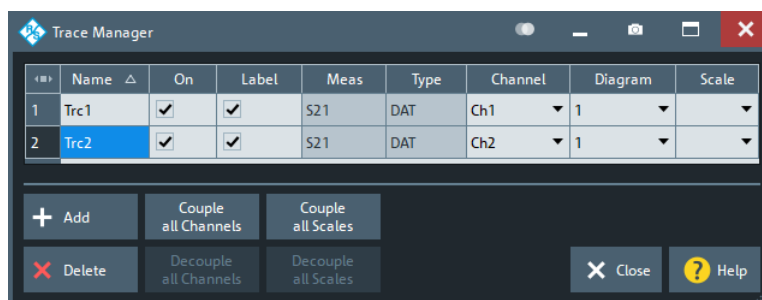 R&S Trace Manager
Name On Label Meas Type Channel Diagram Scale
1 Trc1 S21 DAT Ch1 1
2 Trc2 S21 DAT Ch2 1
Add Couple all Channels Couple all Scales
Delete Decouple all Channels Decouple all Scales Close ? Help